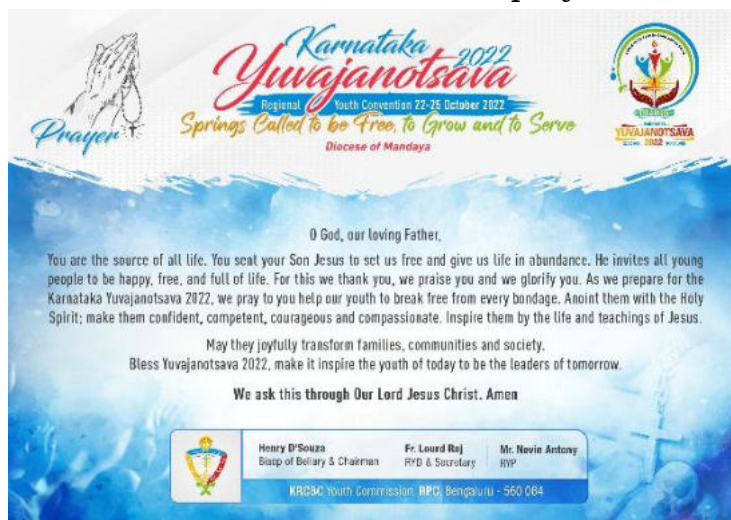 Karnataka
Yuvajanotsava 2022
Regional Youth Convention 22-25 October 2022
Springs Called to be Free, to Grow and to Serve
Diocese of Mandaya
Prayer
YUVAJANOTSAVA
2022
O God, our loving Father,
You are the source of all life. You sent your Son Jesus to set us free and give us life in abundance. He invites all young
people to be happy, free, and full of life. For this we thank you, we praise you and we glorify you. As we prepare for the
Karnataka Yuvajanotsava 2022, we pray to you help our youth to break free from every bondage. Anoint them with the Holy
Spirit; make them confident, competent, courageous and compassionate. Inspire them by the life and teachings of Jesus.
May they joyfully transform families, communities and society.
Bless Yuvajanotsava 2022, make it inspire the youth of today to be the leaders of tomorrow.
We ask this through Our Lord Jesus Christ. Amen
Henry D'Souza Fr. Lourd Raj Mr. Nevin Antony
of Bellary & Chairman RYD & Secretary RYP
KRCBC Youth Commission, RPC, Bengaluru - 560 084